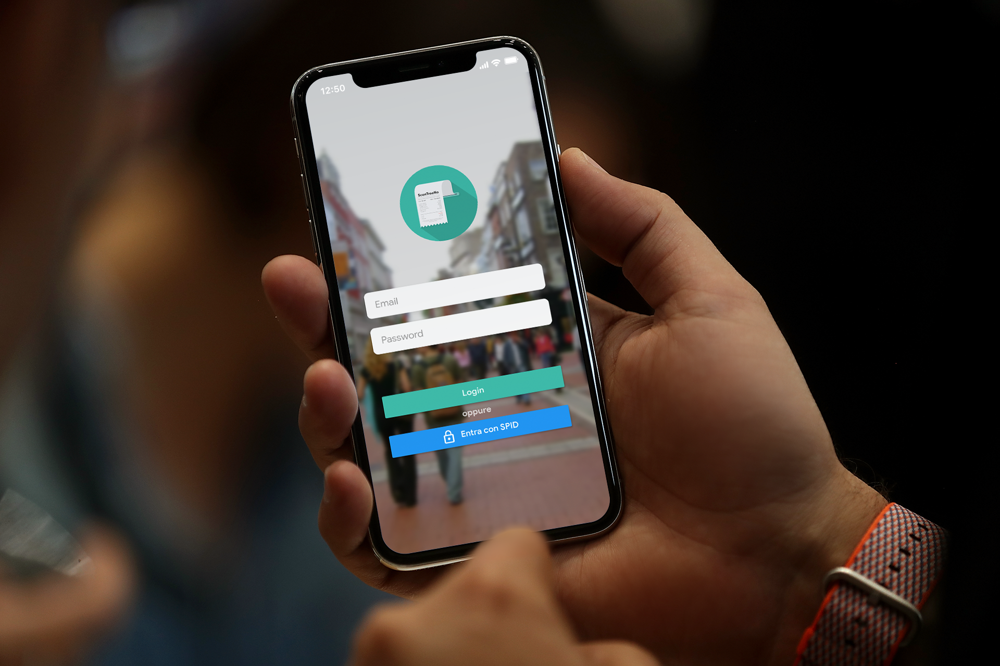 12:50
SconTreeNo
Email
Password
Login
oppure
Entra con SPID